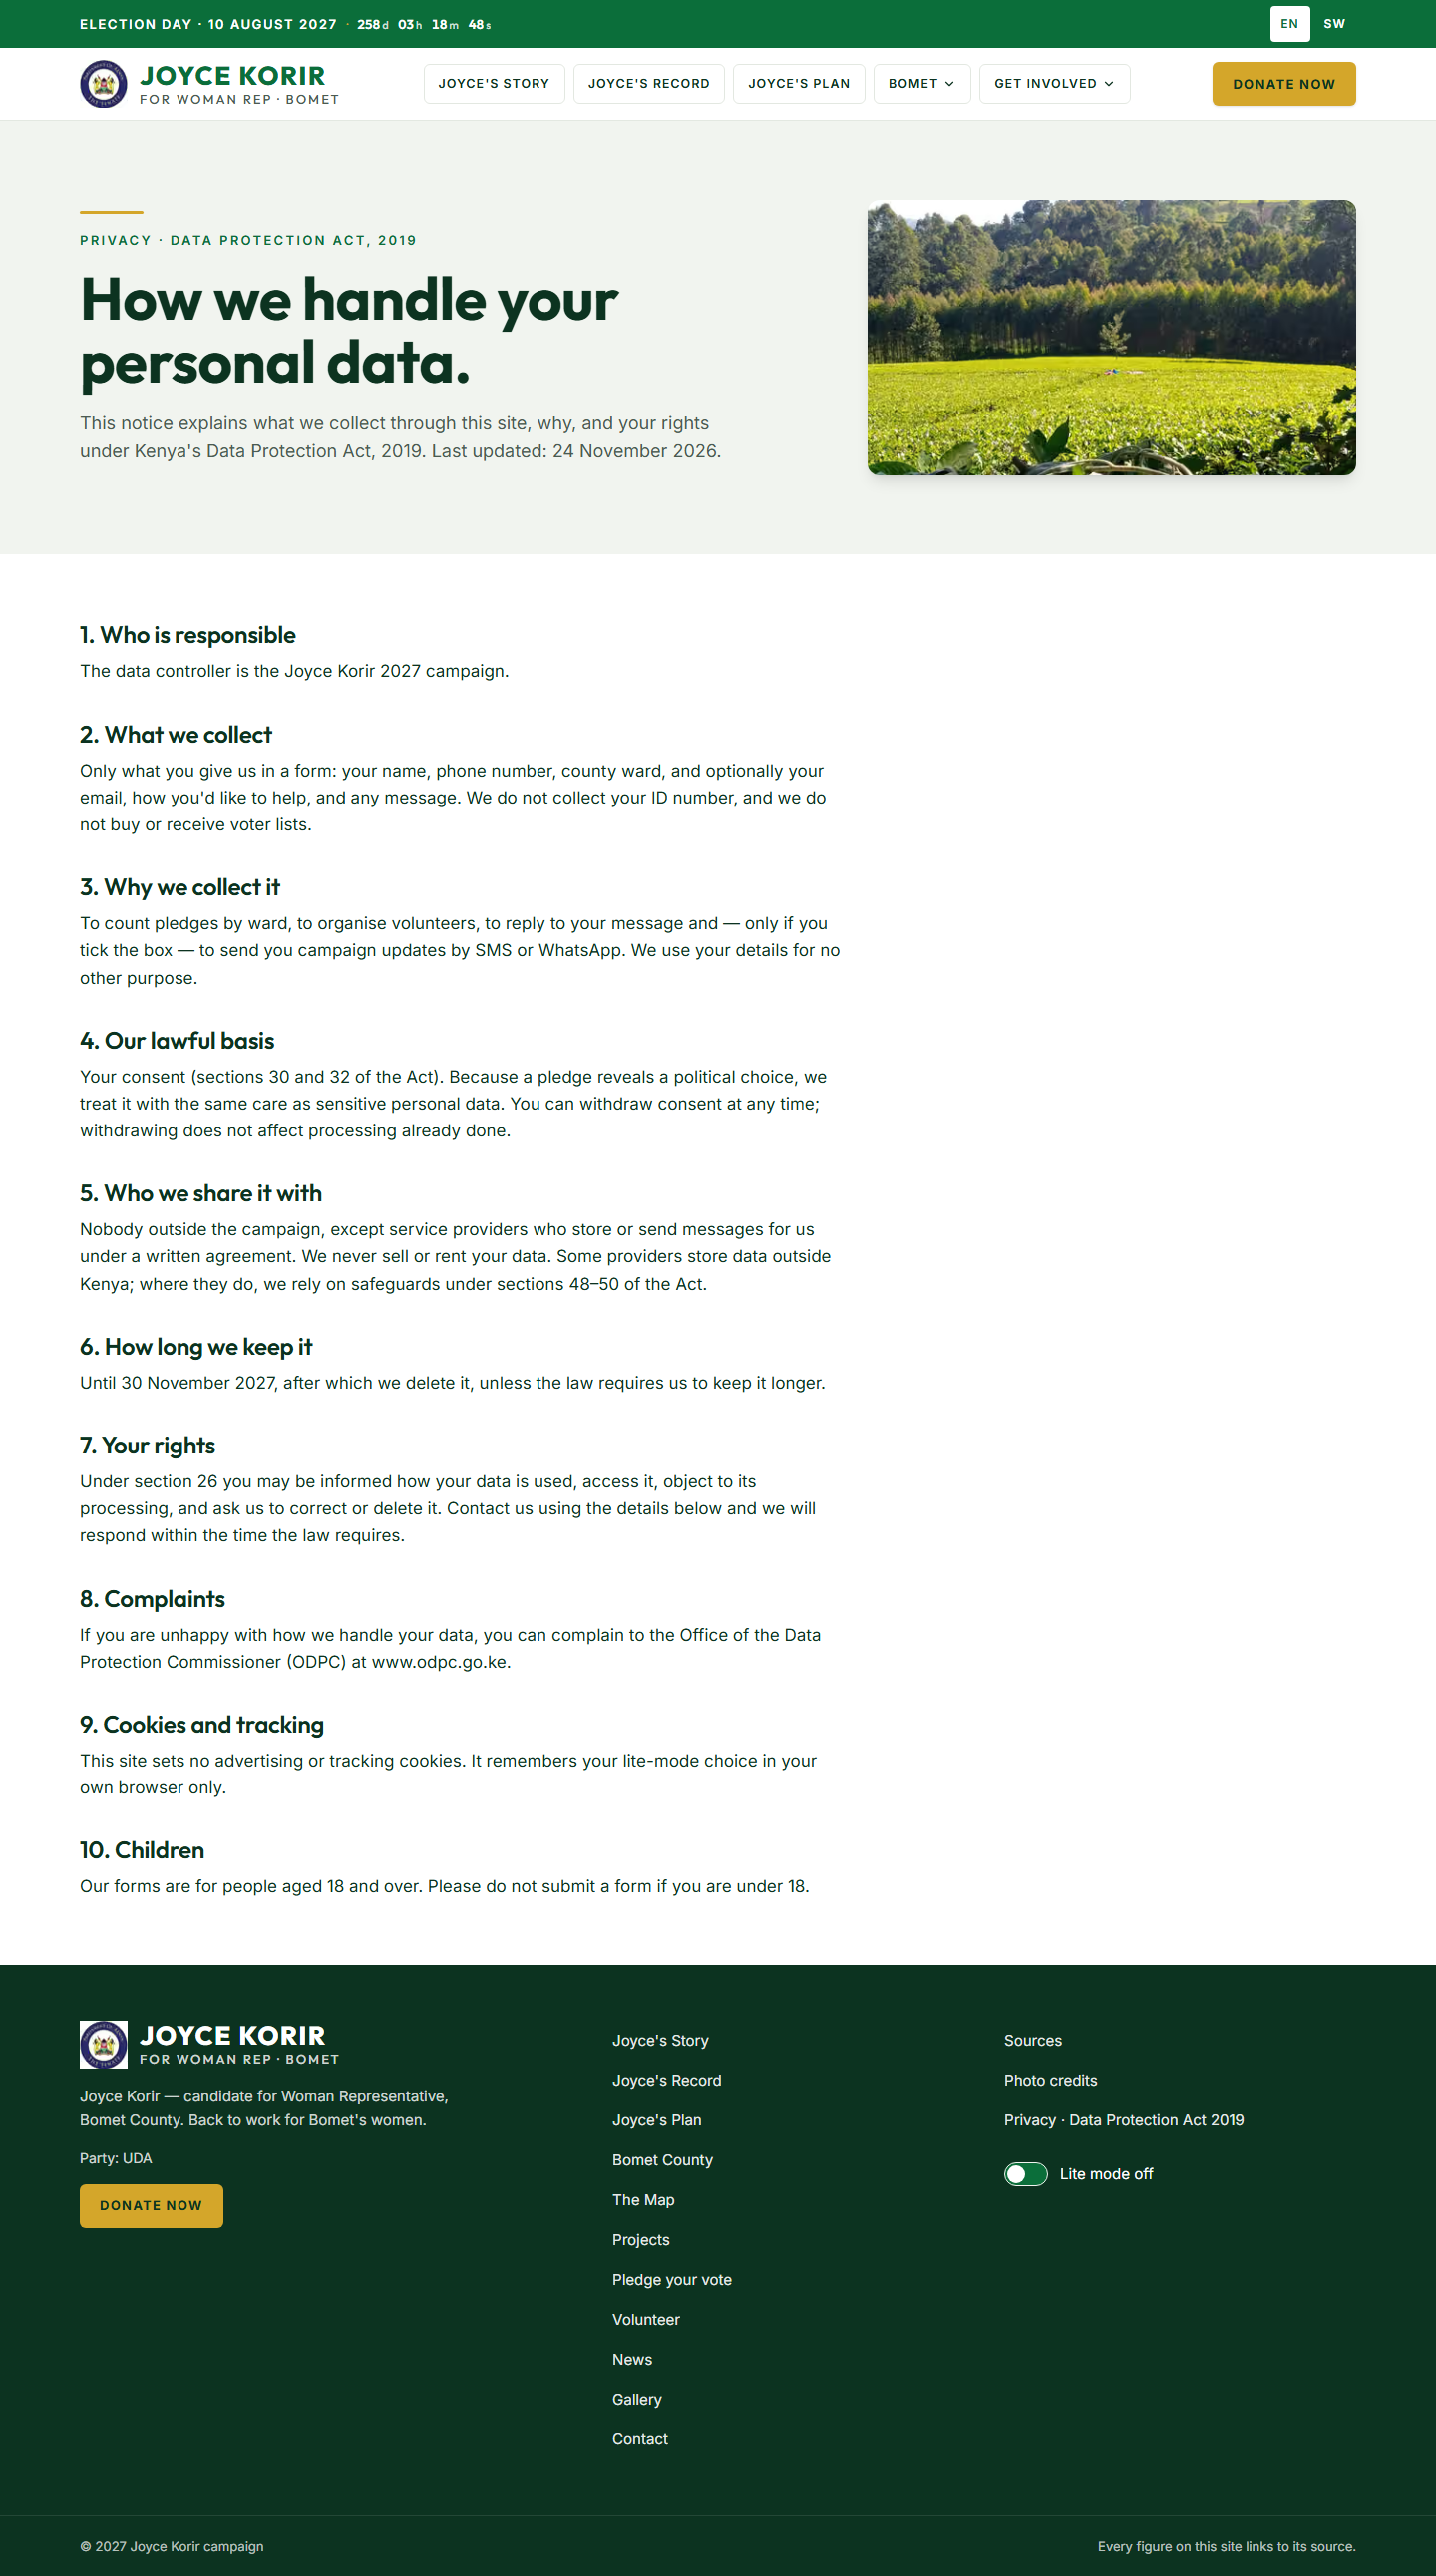 ELECTION DAY · 10 AUGUST 2027 · 258d 03h 18m 48s
EN SW
JOYCE KORIR
FOR WOMAN REP · BOMET
JOYCE'S STORY
JOYCE'S RECORD
JOYCE'S PLAN
BOMET
GET INVOLVED
DONATE NOW
PRIVACY · DATA PROTECTION ACT, 2019
How we handle your
personal data.
This notice explains what we collect through this site, why, and your rights
under Kenya's Data Protection Act, 2019. Last updated: 24 November 2026.
1. Who is responsible
The data controller is the Joyce Korir 2027 campaign.
2. What we collect
Only what you give us in a form: your name, phone number, county ward, and optionally your
email, how you'd like to help, and any message. We do not collect your ID number, and we do
not buy or receive voter lists.
3. Why we collect it
To count pledges by ward, to organise volunteers, to reply to your message and — only if you
tick the box — to send you campaign updates by SMS or WhatsApp. We use your details for no
other purpose.
4. Our lawful basis
Your consent (sections 30 and 32 of the Act). Because a pledge reveals a political choice, we
treat it with the same care as sensitive personal data. You can withdraw consent at any time;
withdrawing does not affect processing already done.
5. Who we share it with
Nobody outside the campaign, except service providers who store or send messages for us
under a written agreement. We never sell or rent your data. Some providers store data outside
Kenya; where they do, we rely on safeguards under sections 48–50 of the Act.
6. How long we keep it
Until 30 November 2027, after which we delete it, unless the law requires us to keep it longer.
7. Your rights
Under section 26 you may be informed how your data is used, access it, object to its
processing, and ask us to correct or delete it. Contact us using the details below and we will
respond within the time the law requires.
8. Complaints
If you are unhappy with how we handle your data, you can complain to the Office of the Data
Protection Commissioner (ODPC) at www.odpc.go.ke.
9. Cookies and tracking
This site sets no advertising or tracking cookies. It remembers your lite-mode choice in your
own browser only.
10. Children
Our forms are for people aged 18 and over. Please do not submit a form if you are under 18.
JOYCE KORIR
FOR WOMAN REP · BOMET
Joyce Korir — candidate for Woman Representative,
Bomet County. Back to work for Bomet's women.
Party: UDA
DONATE NOW
Joyce's Story
Joyce's Record
Joyce's Plan
Bomet County
The Map
Projects
Pledge your vote
Volunteer
News
Gallery
Contact
Sources
Photo credits
Privacy · Data Protection Act 2019
Lite mode off
© 2027 Joyce Korir campaign
Every figure on this site links to its source.